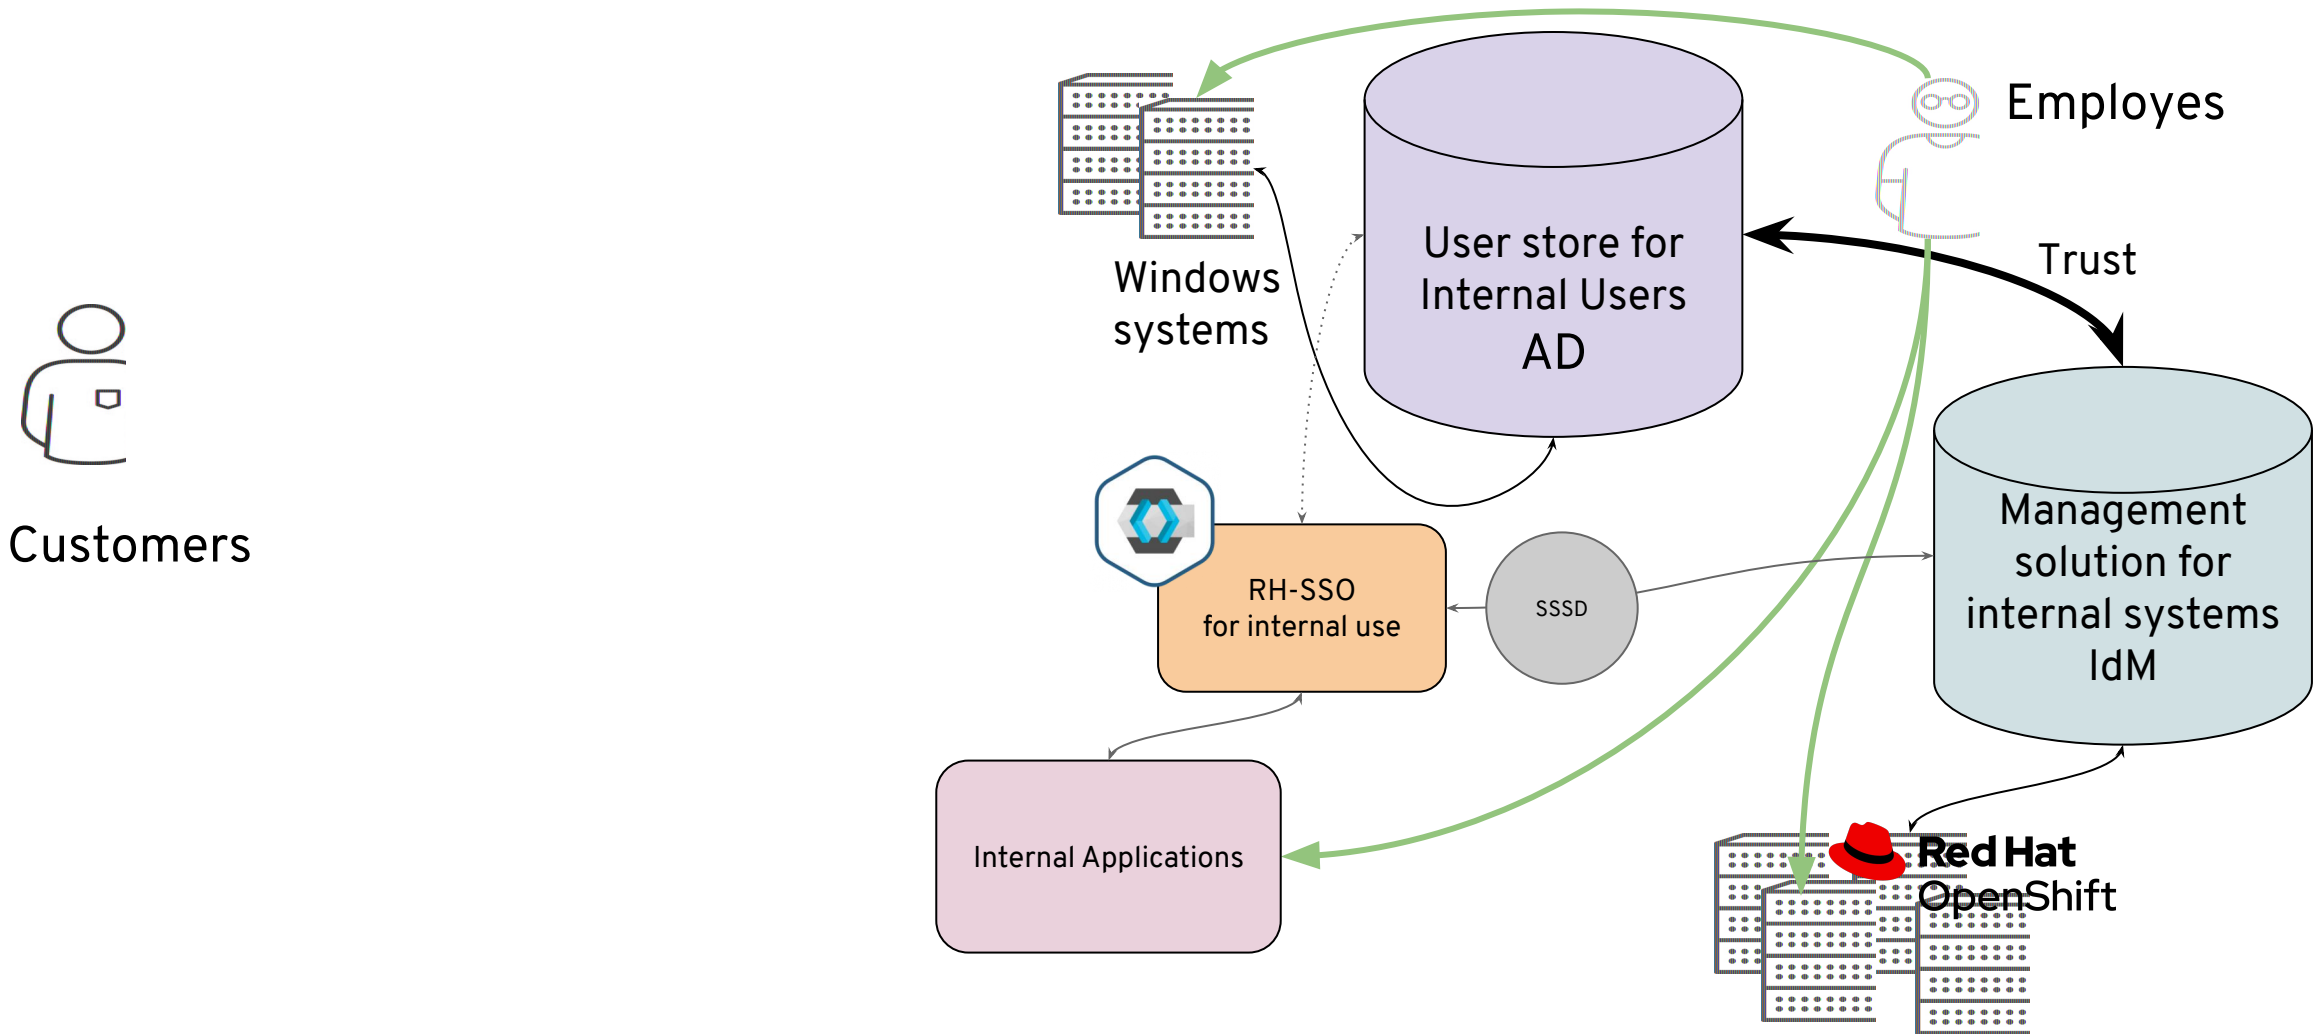 Employes
Windows
systems
User store for
Internal Users
AD
Trust
Customers
RH-SSO
for internal use
SSSD
Management
solution for
internal systems
IdM
Internal Applications
Red Hat
OpenShift